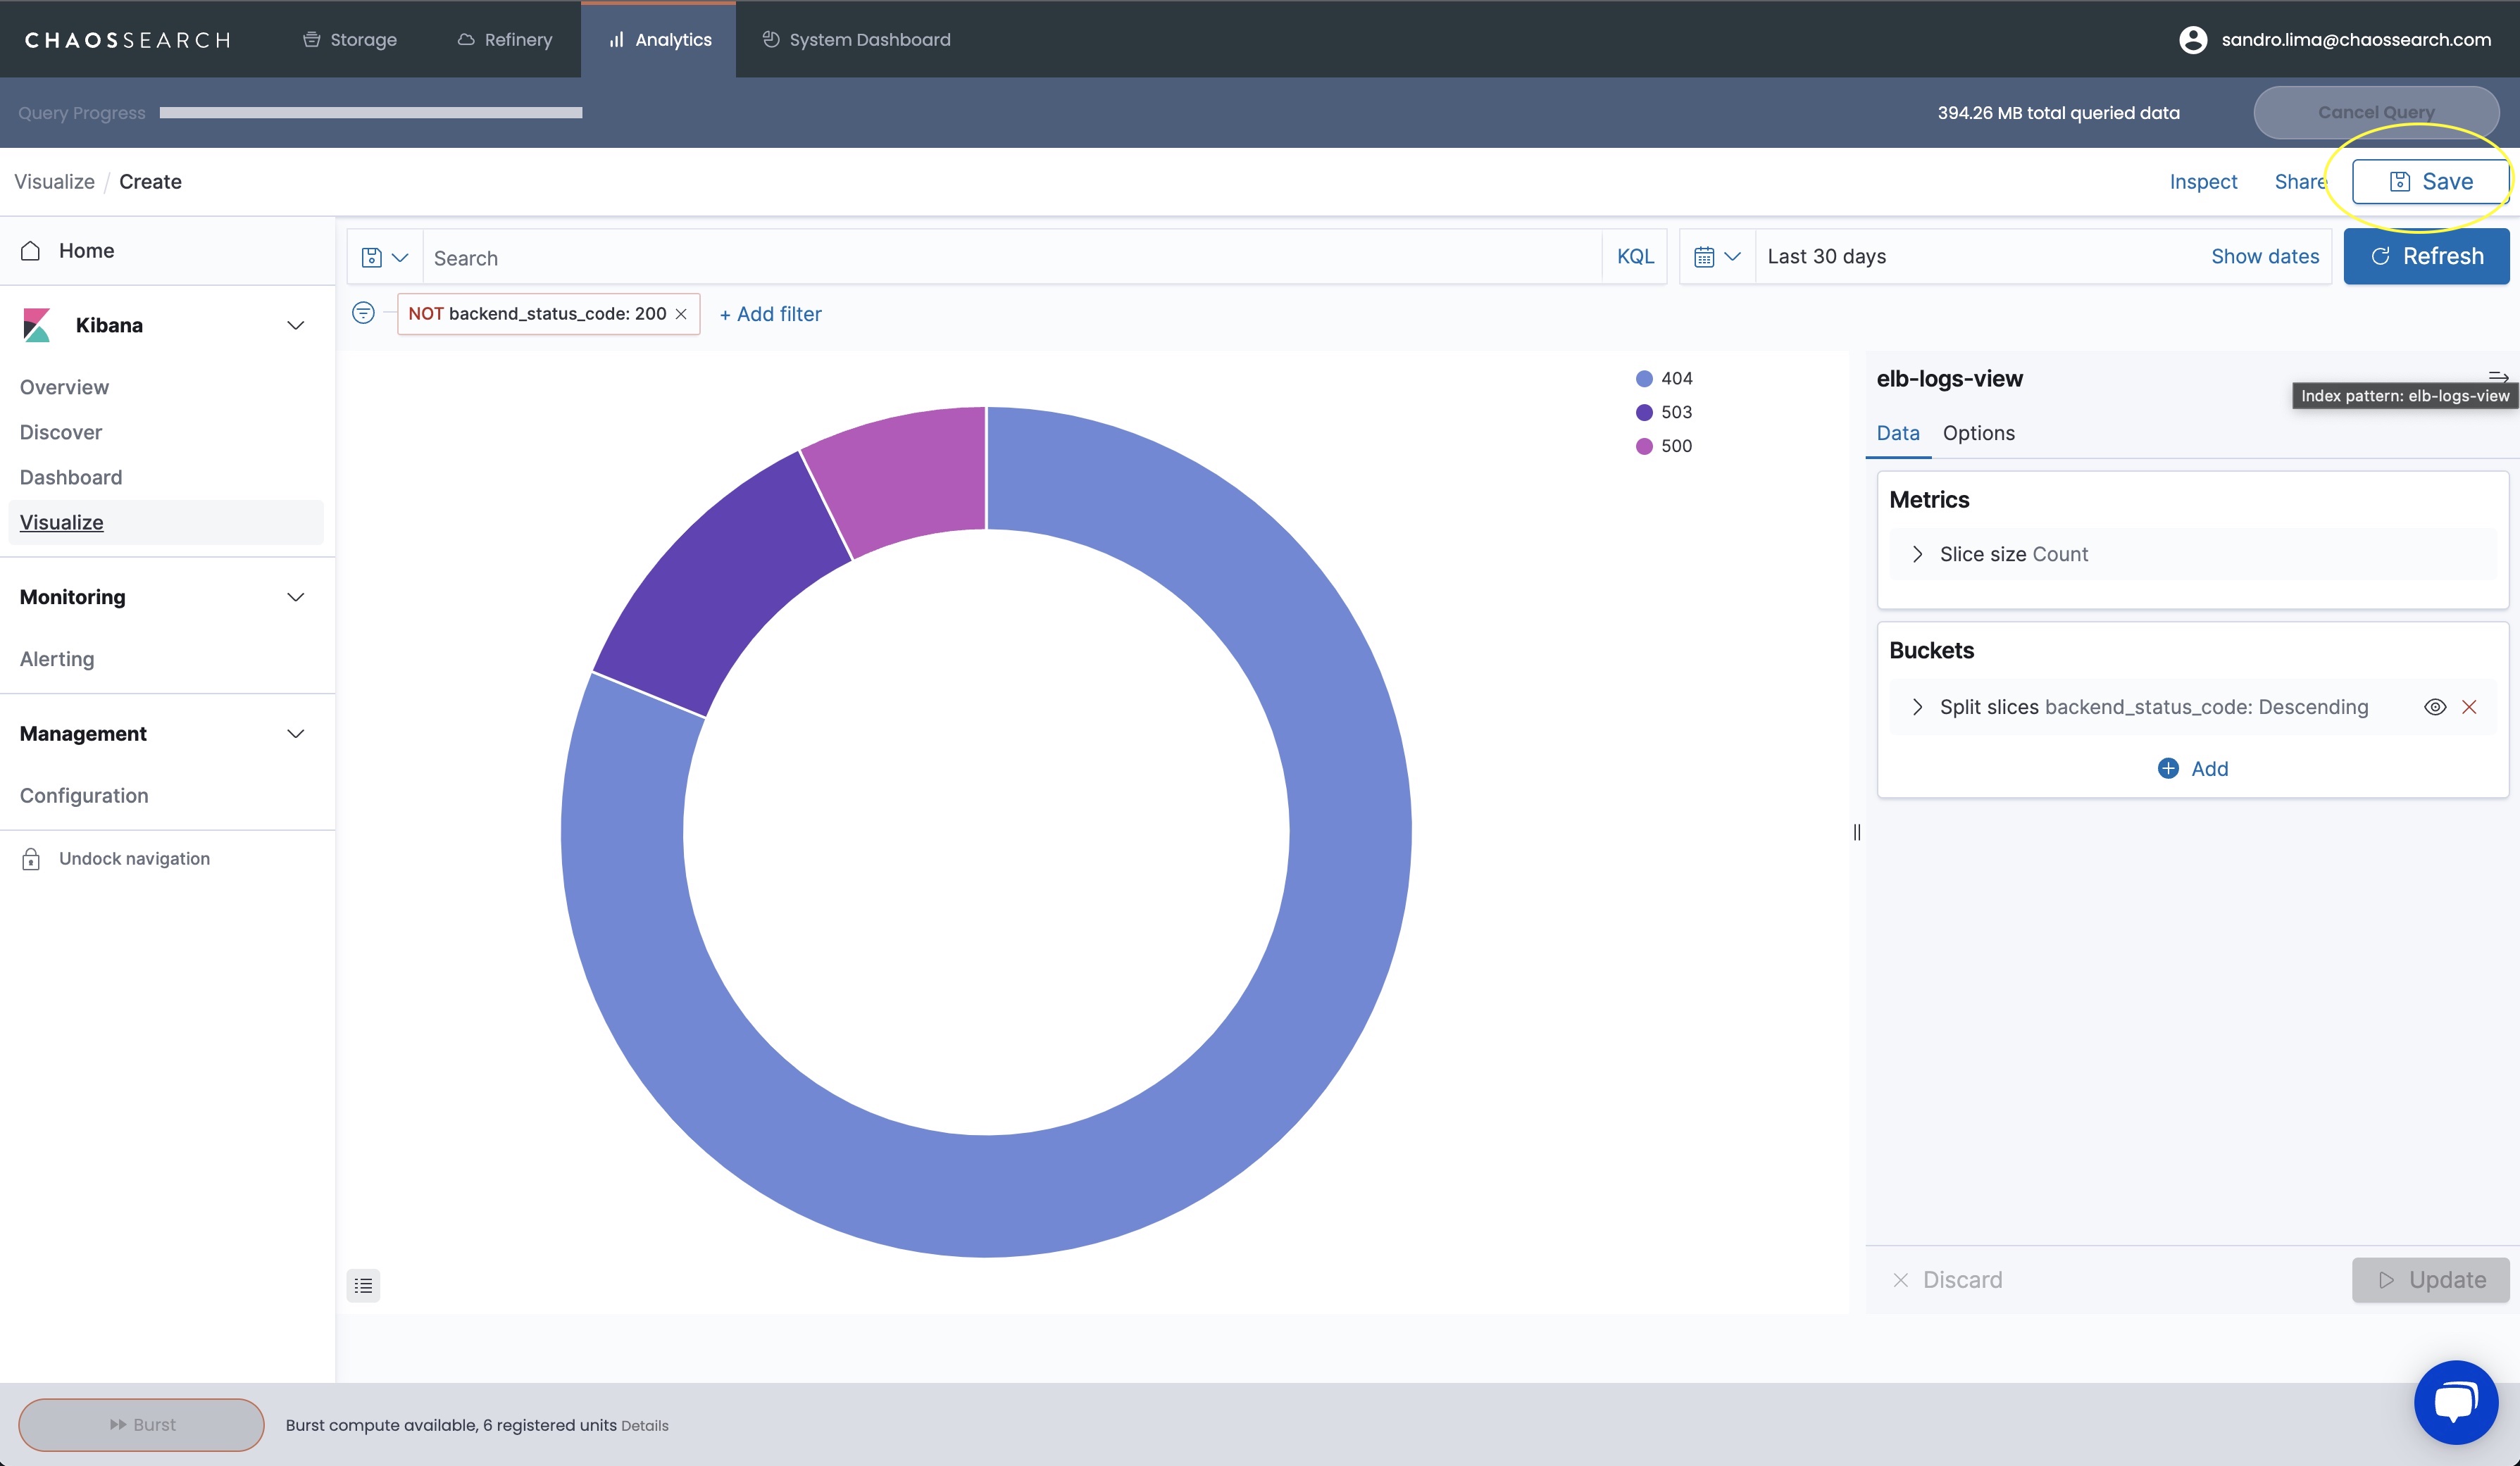 CHAOSSEARCH
Storage
Refinery
Analytics
System Dashboard
sandro.lima@chaossearch.com
Query Progress
394.26 MB total queried data
Cancel Query
Visualize / Create
Inspect
Share
Save
Home
Search
KQL
Last 30 days
Show dates
Refresh
NOT backend_status_code: 200
+ Add filter
Kibana
Overview
Discover
Dashboard
Visualize
Monitoring
Alerting
Management
Configuration
Undock navigation
404
503
500
elb-logs-view
Index pattern: elb-logs-view
Data
Options
Metrics
Slice size Count
Buckets
Split slices backend_status_code: Descending
Add
Discard
Update
Burst
Burst compute available, 6 registered units Details